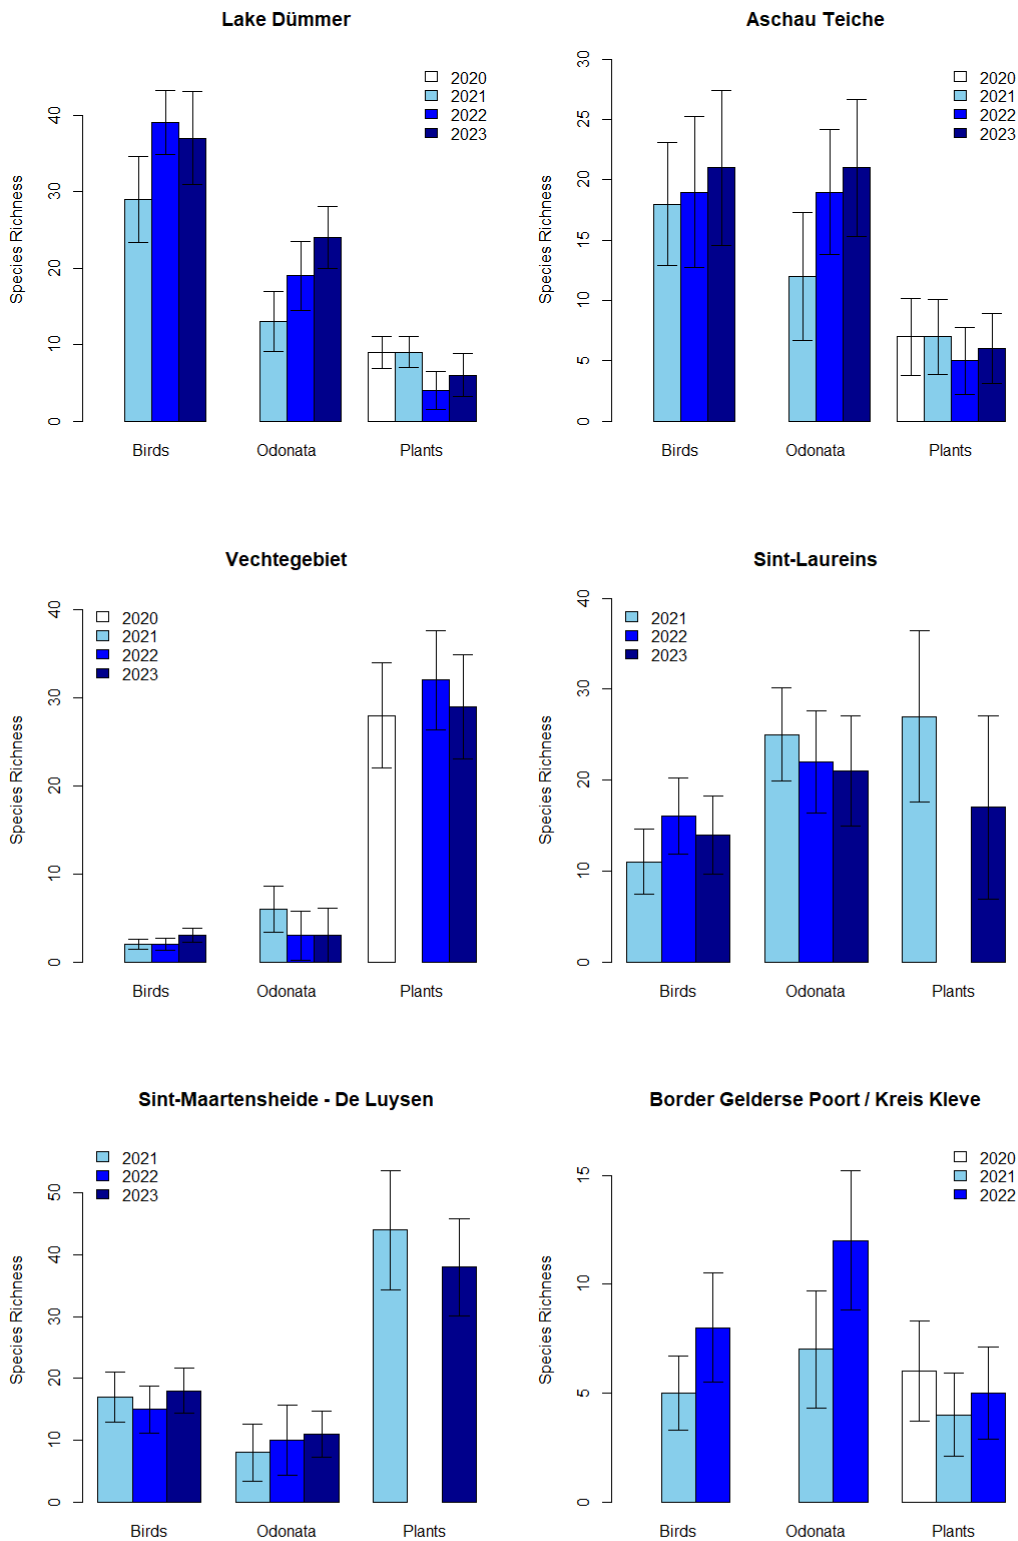 Lake Dümmer
Species Richness
0
10
20
30
40
2020
2021
2022
2023
Birds
Odonata
Plants
Aschau Teiche
Species Richness
0
5
10
15
20
25
30
2020
2021
2022
2023
Birds
Odonata
Plants
Vechtegebiet
Species Richness
0
10
20
30
40
2020
2021
2022
2023
Birds
Odonata
Plants
Sint-Laureins
Species Richness
0
10
20
30
40
2021
2022
2023
Birds
Odonata
Plants
Sint-Maartensheide - De Luysen
Species Richness
0
10
20
30
40
50
2021
2022
2023
Birds
Odonata
Plants
Border Gelderse Poort / Kreis Kleve
Species Richness
0
5
10
15
2020
2021
2022
Birds
Odonata
Plants